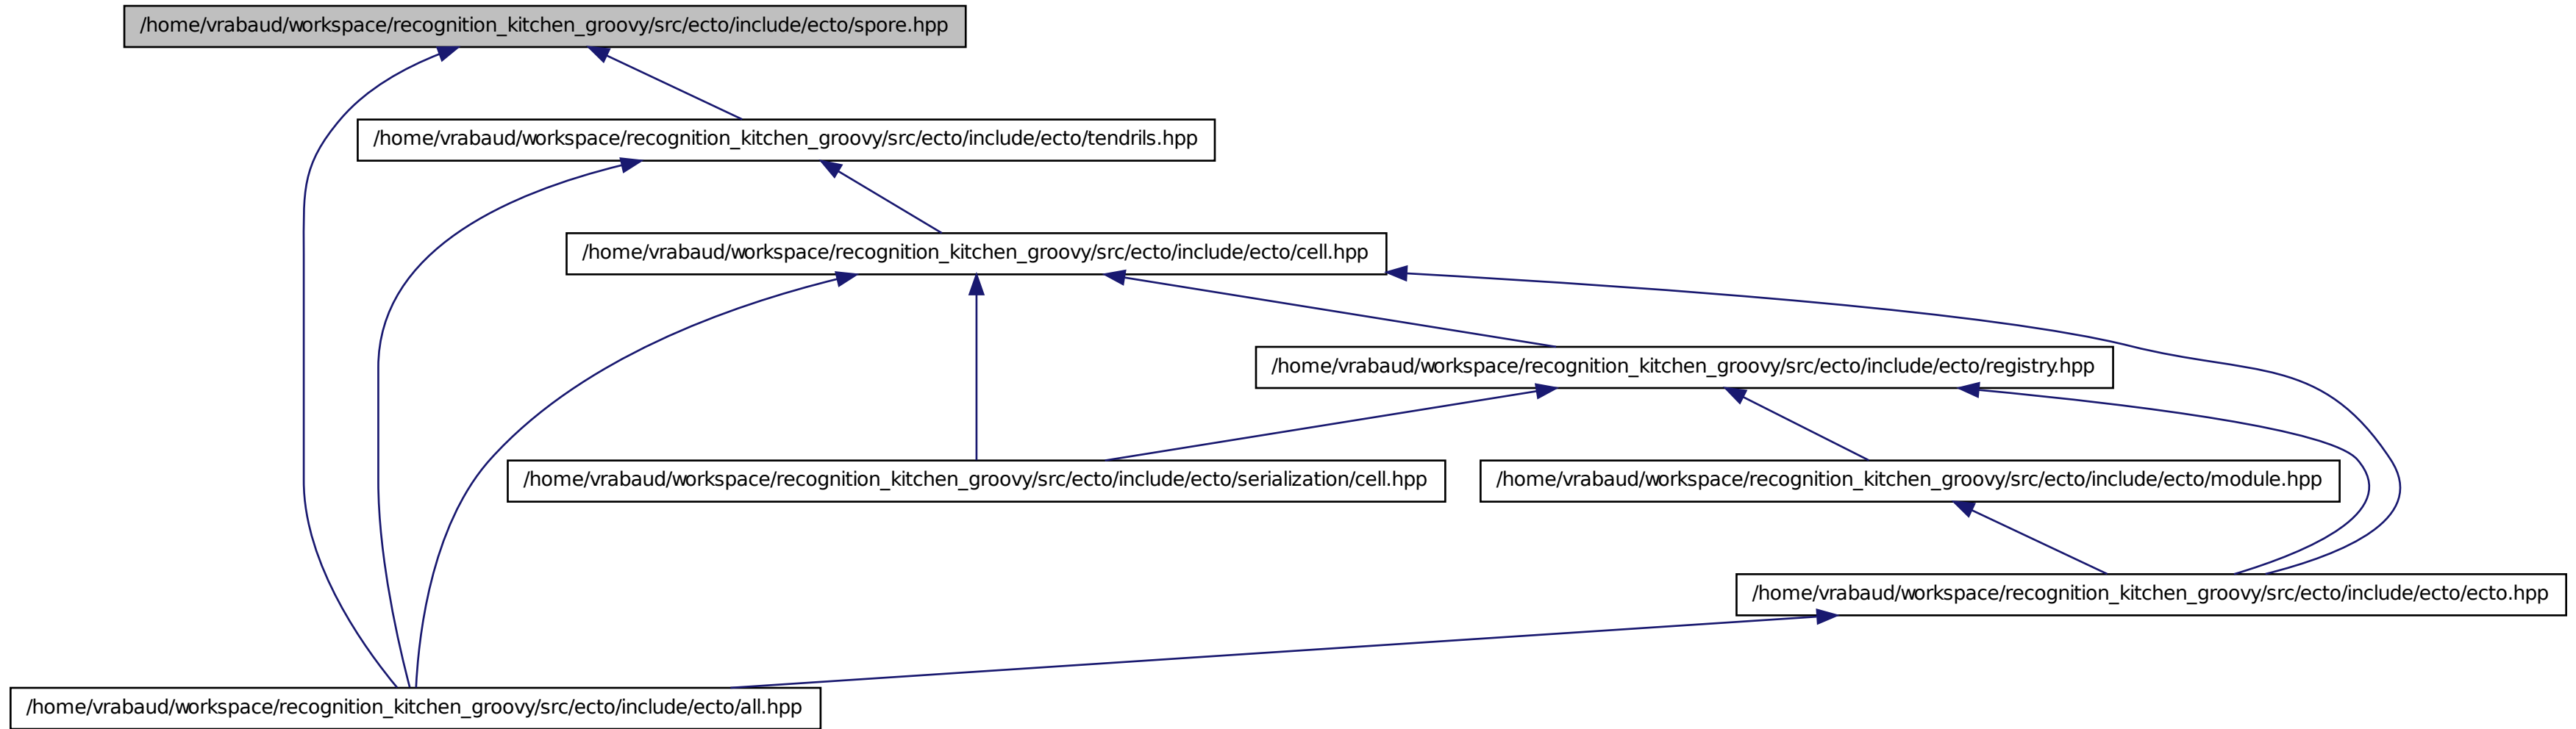 /home/vrabaud/workspace/recognition_kitchen_groovy/src/ecto/include/ecto/spore.hpp
/home/vrabaud/workspace/recognition_kitchen_groovy/src/ecto/include/ecto/tendrils.hpp
/home/vrabaud/workspace/recognition_kitchen_groovy/src/ecto/include/ecto/cell.hpp
/home/vrabaud/workspace/recognition_kitchen_groovy/src/ecto/include/ecto/registry.hpp
/home/vrabaud/workspace/recognition_kitchen_groovy/src/ecto/include/ecto/serialization/cell.hpp
/home/vrabaud/workspace/recognition_kitchen_groovy/src/ecto/include/ecto/module.hpp
/home/vrabaud/workspace/recognition_kitchen_groovy/src/ecto/include/ecto/ecto.hpp
/home/vrabaud/workspace/recognition_kitchen_groovy/src/ecto/include/ecto/all.hpp